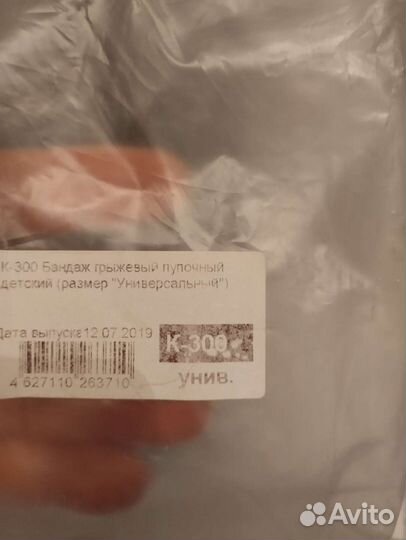 К-300 Бандаж грыжевый пупочный
детский (размер "Универсальный")
Дата выпуска 12.07.2019
К-300
4 627110 263710
унив.
Avito